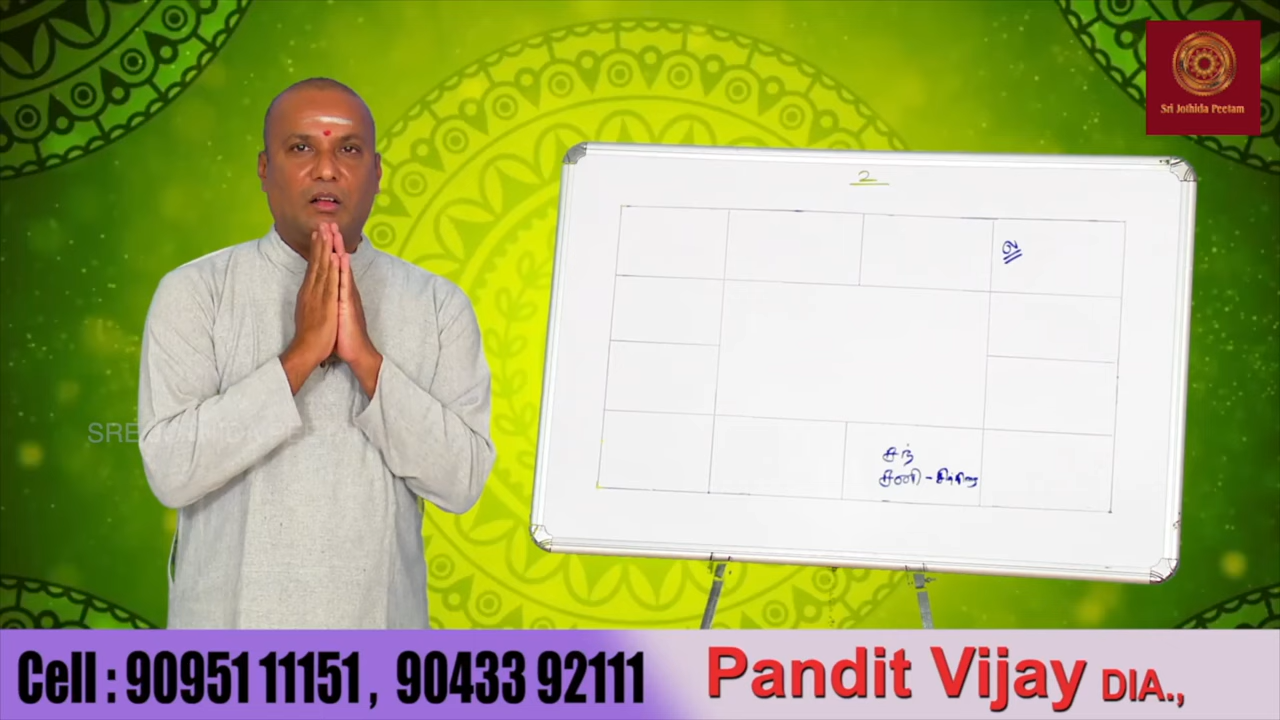 Sri Jothida Peetam
2
ல
சந்
சனி - சித்திரை
Cell : 90951 11151 , 90433 92111
Pandit Vijay DIA.,